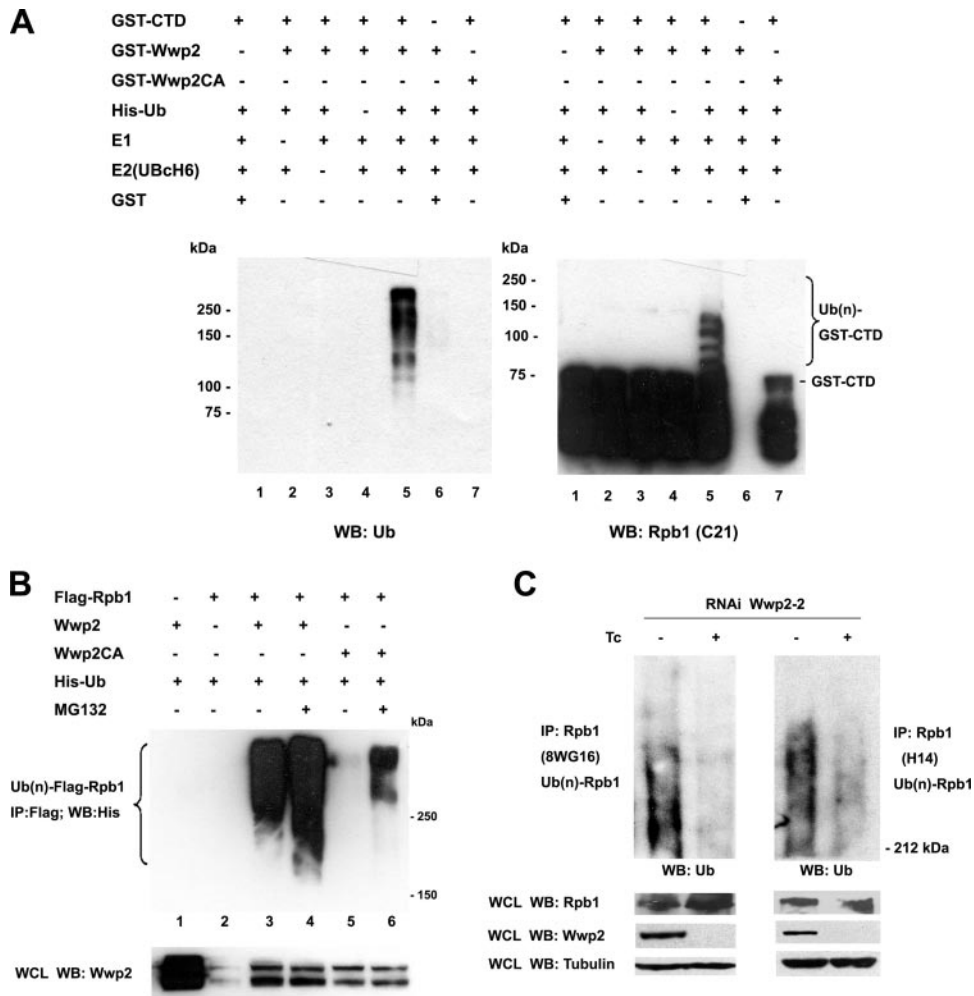 A
GST-CTD + + + + + - + + + + + + - +
GST-Wwp2 - + + + + + - - + + + + + -
GST-Wwp2CA - - - - - - + - - - - - - +
His-Ub + + + - + + + + + + - + + +
E1 + - + + + + + + - + + + + +
E2(UBcH6) + + - + + + + + + - + + + +
GST + - - - - + - + - - - - + -
kDa kDa
250 -
150 -
100 -
75 -
250 -
150 -
100 -
75 -
Ub(n)-
GST-CTD
- GST-CTD
1 2 3 4 5 6 7 1 2 3 4 5 6 7
WB: Ub WB: Rpb1 (C21)
B
Flag-Rpb1 - + + + + +
Wwp2 + - + + - -
Wwp2CA - - - - + +
His-Ub + + + + + +
MG132 - - - + - +
kDa
Ub(n)-Flag-Rpb1
IP:Flag; WB:His
- 250
- 150
1 2 3 4 5 6
WCL WB: Wwp2
C
RNAi Wwp2-2
Tc - + - +
IP: Rpb1
(8WG16)
Ub(n)-Rpb1
IP: Rpb1
(H14)
Ub(n)-Rpb1
- 212 kDa
WB: Ub WB: Ub
WCL WB: Rpb1
WCL WB: Wwp2
WCL WB: Tubulin